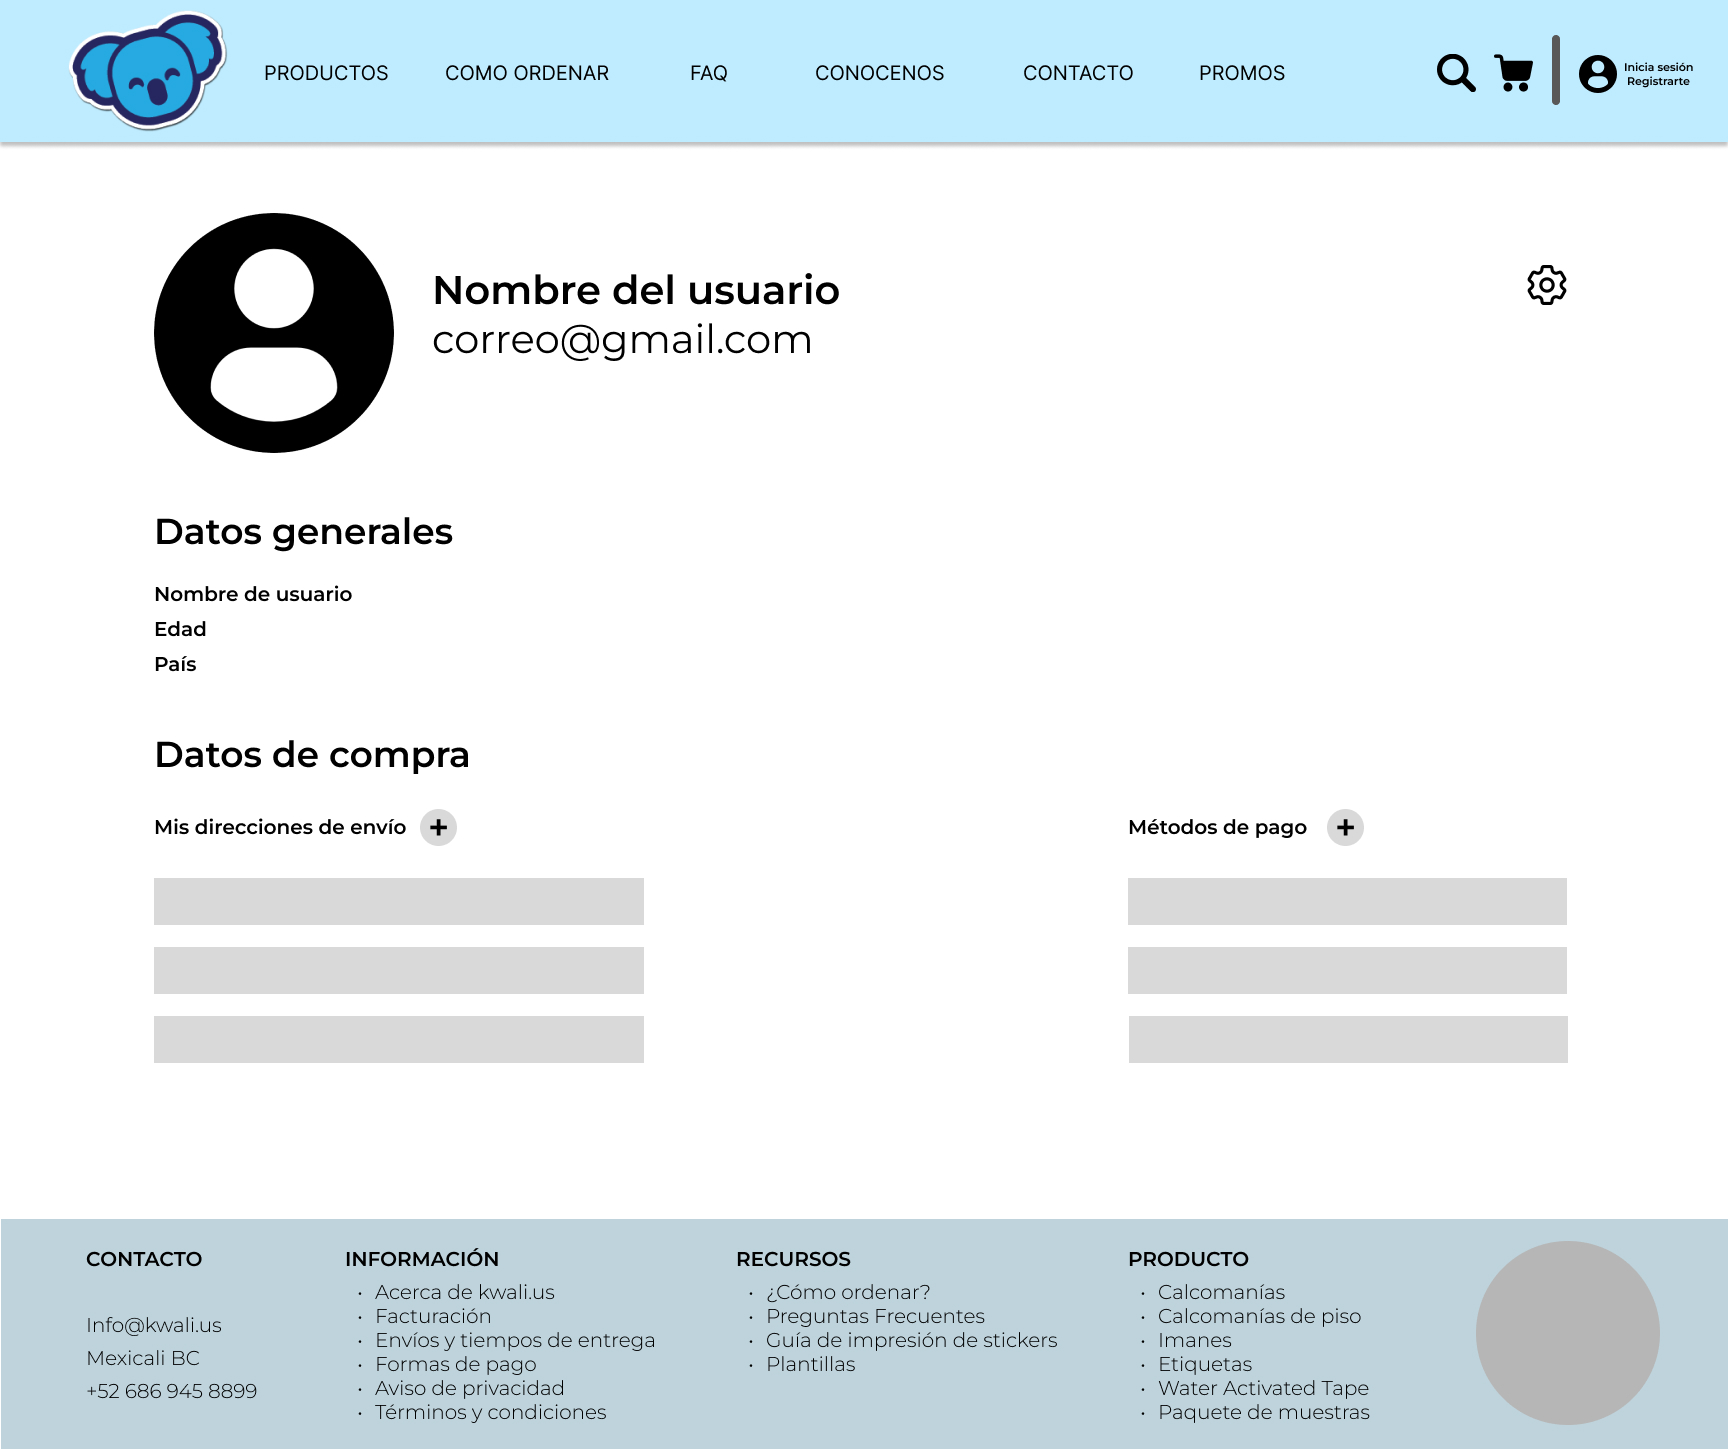 PRODUCTOS COMO ORDENAR FAQ CONOCENOS CONTACTO PROMOS
Inicia sesión
Registrarte
Nombre del usuario
correo@gmail.com
Datos generales
Nombre de usuario
Edad
País
Datos de compra
Mis direcciones de envío
Métodos de pago
CONTACTO
Info@kwali.us
Mexicali BC
+52 686 945 8899
INFORMACIÓN
• Acerca de kwali.us
• Facturación
• Envíos y tiempos de entrega
• Formas de pago
• Aviso de privacidad
• Términos y condiciones
RECURSOS
• ¿Cómo ordenar?
• Preguntas Frecuentes
• Guía de impresión de stickers
• Plantillas
PRODUCTO
• Calcomanías
• Calcomanías de piso
• Imanes
• Etiquetas
• Water Activated Tape
• Paquete de muestras